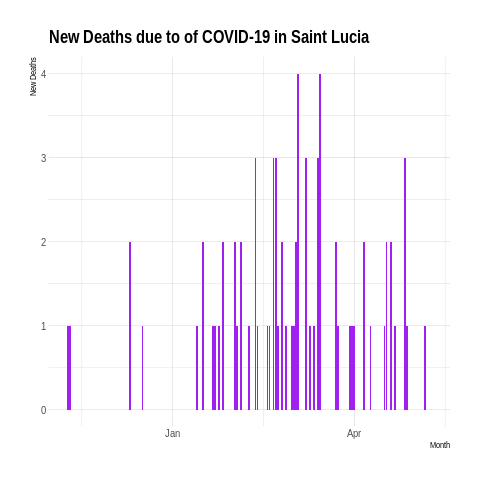 New Deaths due to of COVID-19 in Saint Lucia
New Deaths
4
3
2
1
0
Jan
Apr
Month